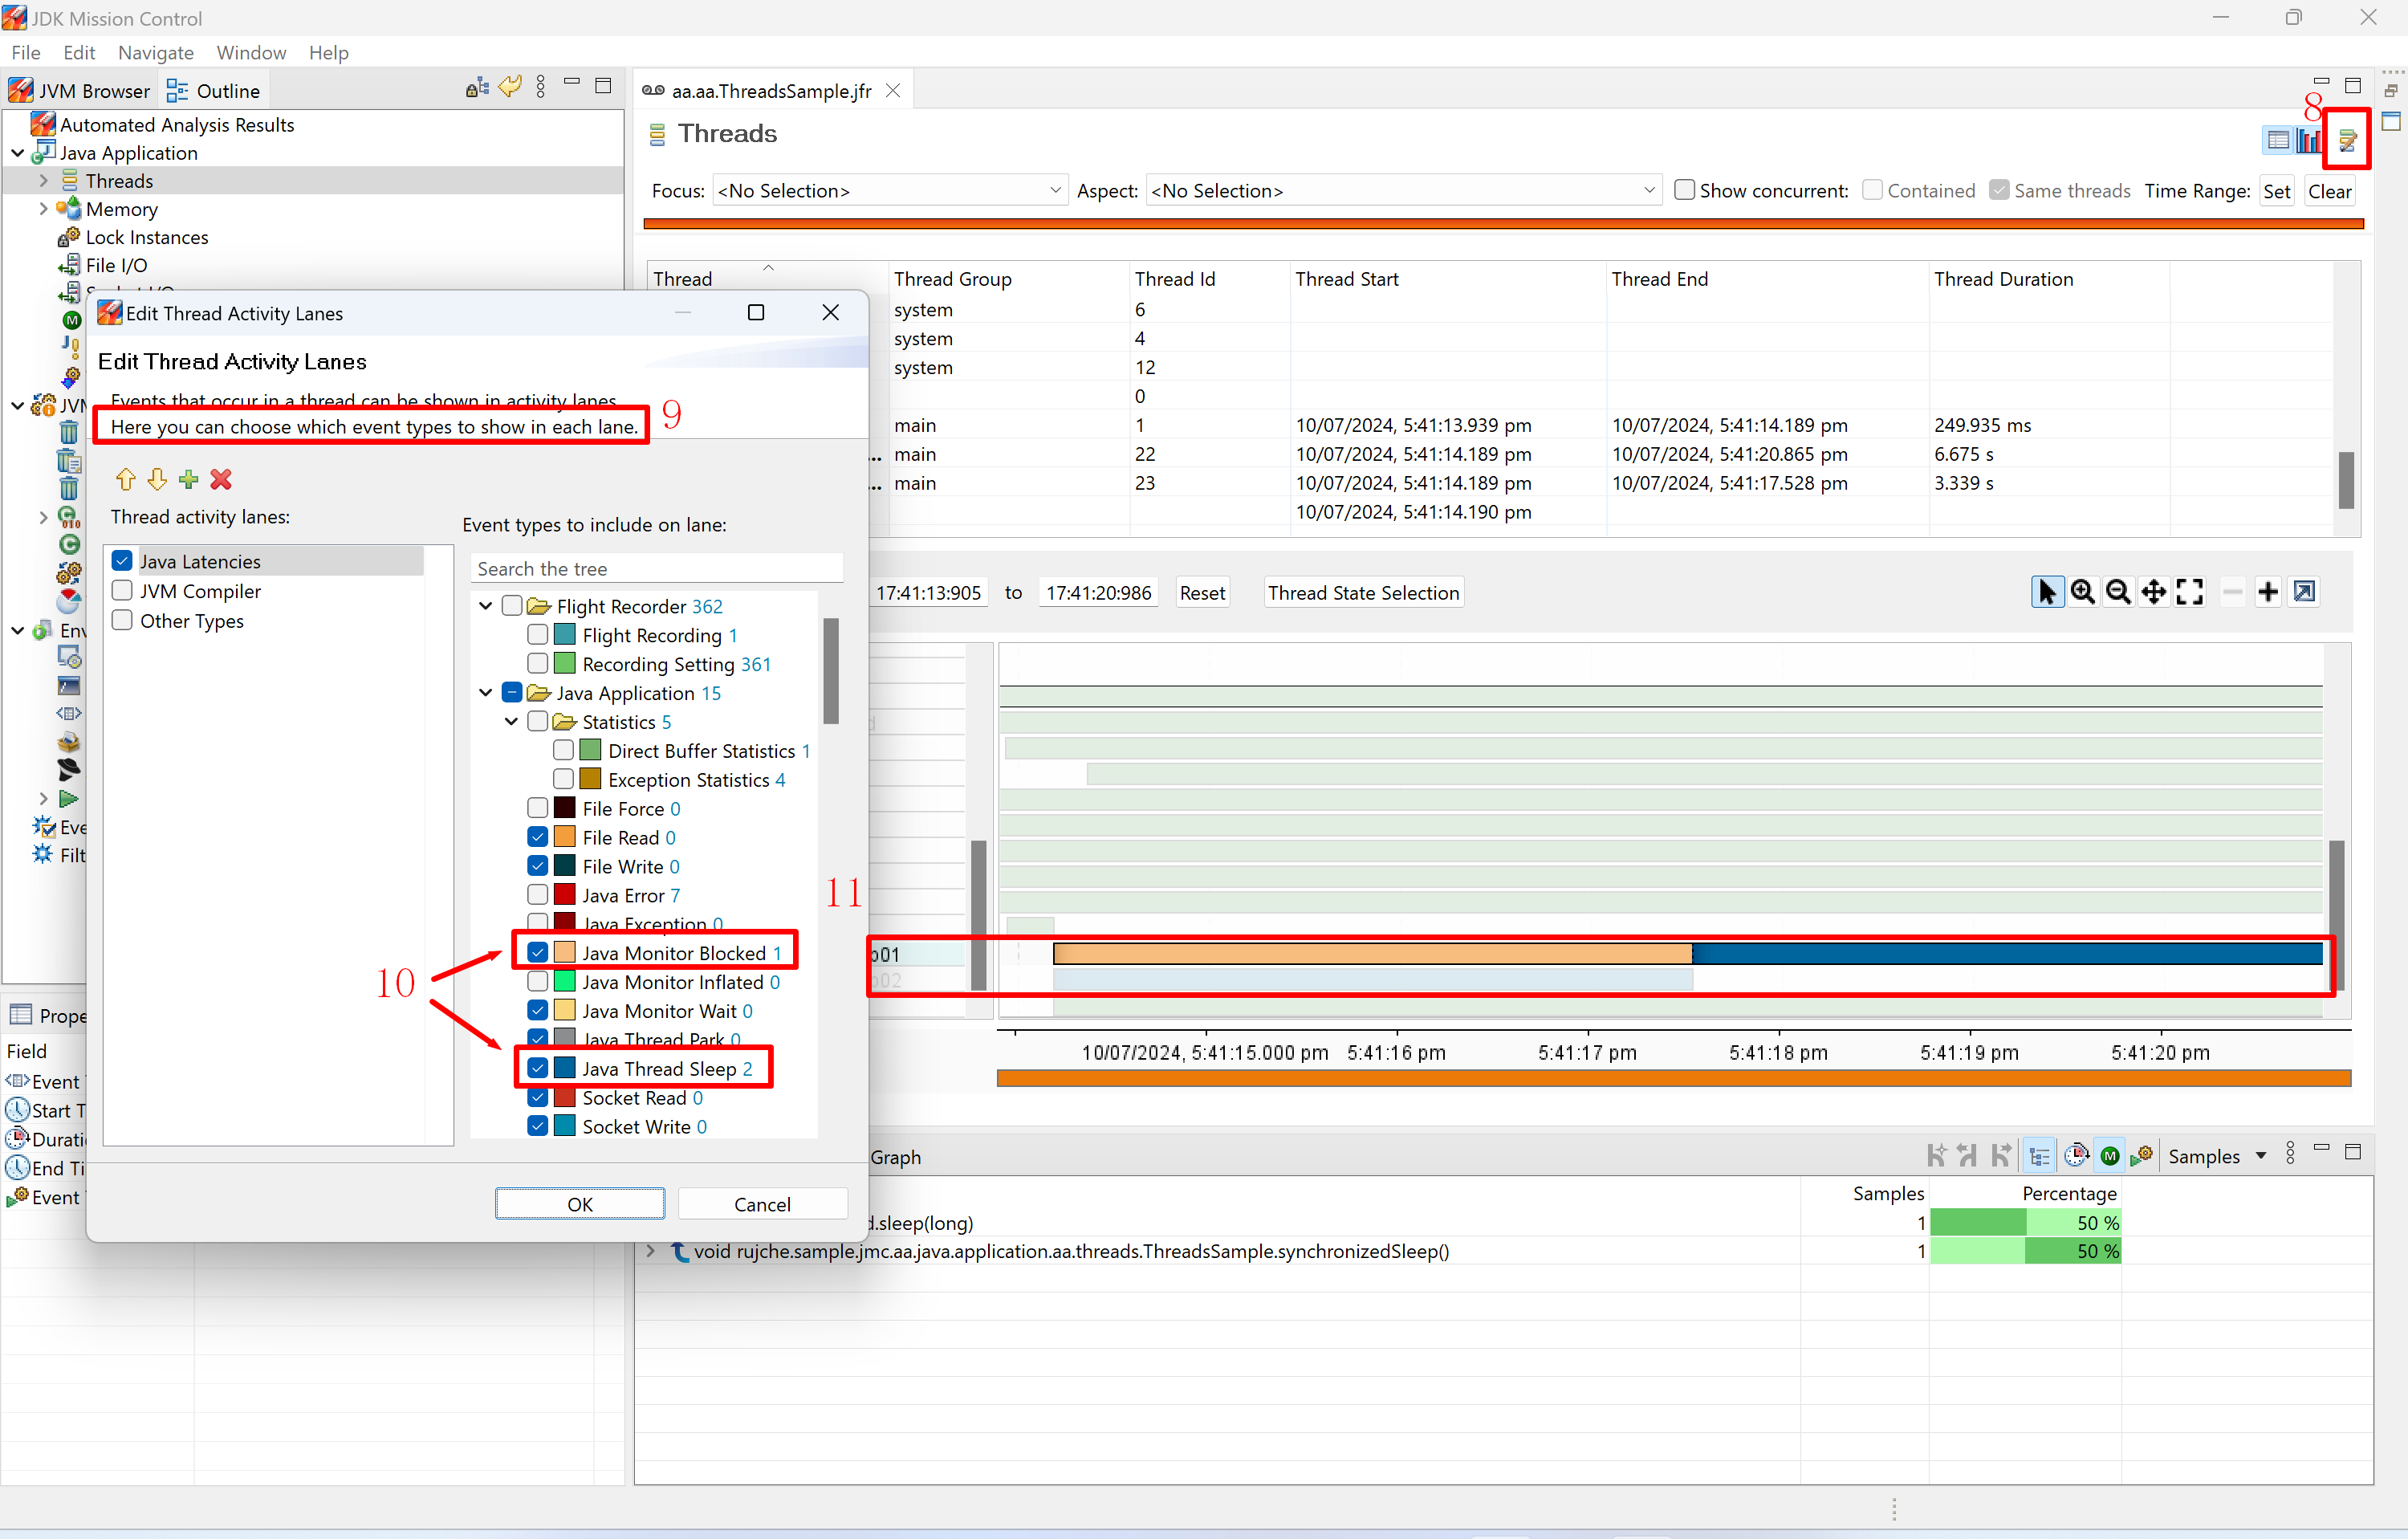 JDK Mission Control
File Edit Navigate Window Help
JVM Browser Outline
Automated Analysis Results
Java Application
Threads
Memory
Lock Instances
File I/O
JVM
Env
Eve
Filt
aa.aa.ThreadsSample.jfr
Threads
8
Focus: <No Selection> Aspect: <No Selection> Show concurrent: Contained Same threads Time Range: Set Clear
Thread Thread Group Thread Id Thread Start Thread End Thread Duration
system 6
system 4
system 12
0
main 1 10/07/2024, 5:41:13.939 pm 10/07/2024, 5:41:14.189 pm 249.935 ms
... main 22 10/07/2024, 5:41:14.189 pm 10/07/2024, 5:41:20.865 pm 6.675 s
... main 23 10/07/2024, 5:41:14.189 pm 10/07/2024, 5:41:17.528 pm 3.339 s
10/07/2024, 5:41:14.190 pm
Edit Thread Activity Lanes
Edit Thread Activity Lanes
Events that occur in a thread can be shown in activity lanes.
Here you can choose which event types to show in each lane.
9
Thread activity lanes:
Java Latencies
JVM Compiler
Other Types
Event types to include on lane:
Search the tree
Flight Recorder 362
Flight Recording 1
Recording Setting 361
Java Application 15
Statistics 5
Direct Buffer Statistics 1
Exception Statistics 4
File Force 0
File Read 0
File Write 0
Java Error 7
Java Exception 0
Java Monitor Blocked 1
Java Monitor Inflated 0
Java Monitor Wait 0
Java Thread Park 0
Java Thread Sleep 2
Socket Read 0
Socket Write 0
10
11
OK Cancel
17:41:13:905 to 17:41:20:986 Reset Thread State Selection
01
02
10/07/2024, 5:41:15.000 pm 5:41:16 pm 5:41:17 pm 5:41:18 pm 5:41:19 pm 5:41:20 pm
Prope
Field
Event
Start T
Durati
End Ti
Event
Graph
Samples
Samples Percentage
d.sleep(long) 1 50 %
void rujche.sample.jmc.aa.java.application.aa.threads.ThreadsSample.synchronizedSleep() 1 50 %